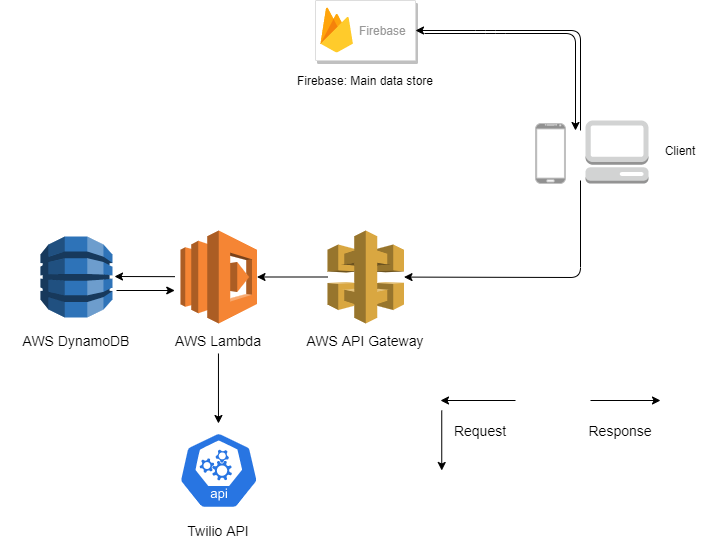 Firebase
Firebase: Main data store
Client
AWS DynamoDB
AWS Lambda
AWS API Gateway
Request
Response
api
Twilio API